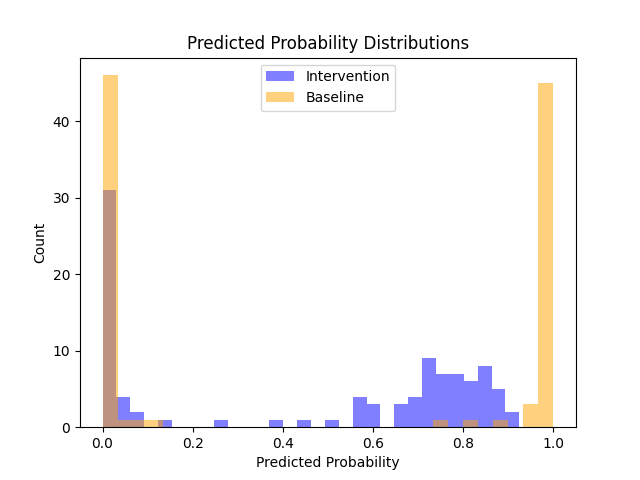 Predicted Probability Distributions
Intervention
Baseline
Count
40
30
20
10
0
0.0 0.2 0.4 0.6 0.8 1.0
Predicted Probability